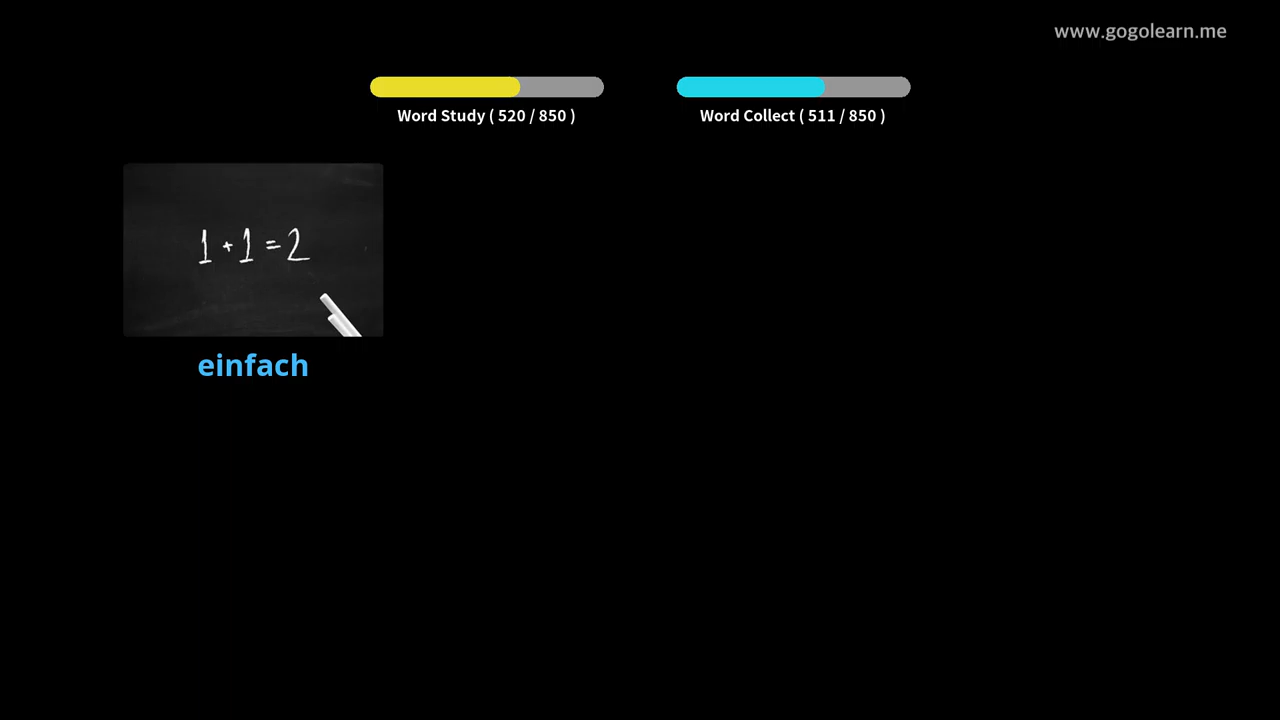 www.gogolearn.me
Word Study ( 520 / 850 )
Word Collect ( 511 / 850 )
1 + 1 = 2
einfach